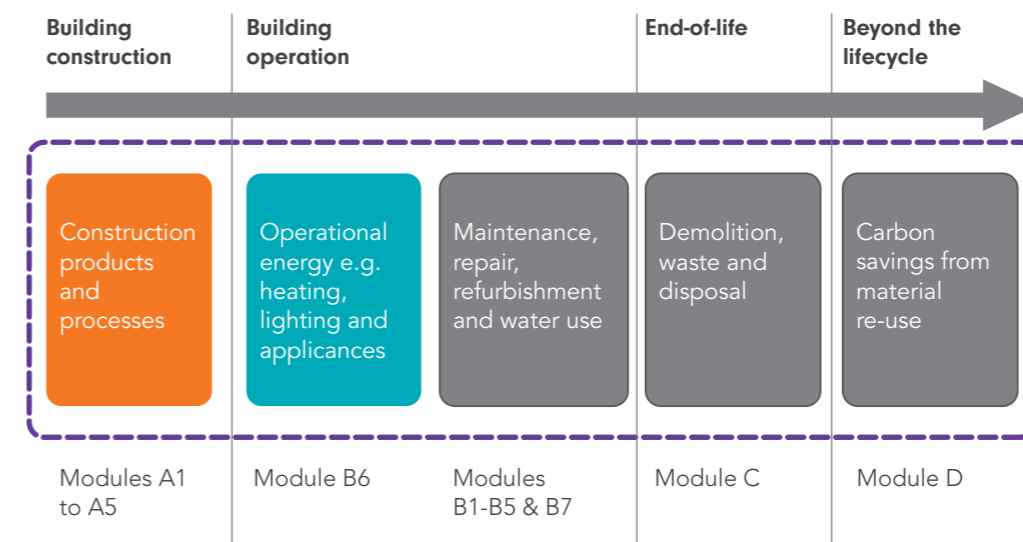 Building
construction
Building
operation
End-of-life
Beyond the
lifecycle
Construction
products
and
processes
Operational
energy e.g.
heating,
lighting and
applicances
Maintenance,
repair,
refurbishment
and water use
Demolition,
waste and
disposal
Carbon
savings from
material
re-use
Modules A1
to A5
Module B6
Modules
B1-B5 & B7
Module C
Module D